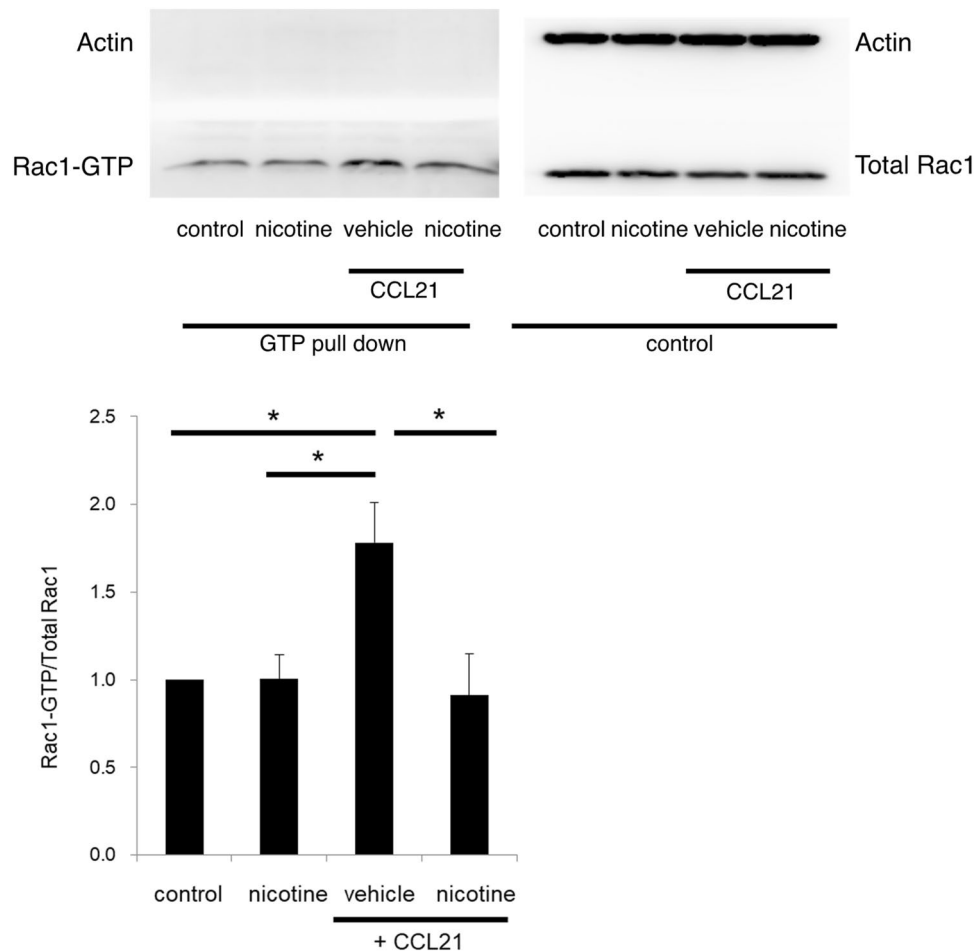 Actin
Actin
Rac1-GTP
Total Rac1
control nicotine vehicle nicotine
control nicotine vehicle nicotine
CCL21
CCL21
GTP pull down
control
*
*
*
2.5
2.0
1.5
1.0
0.5
0.0
Rac1-GTP/Total Rac1
control nicotine vehicle nicotine
+ CCL21